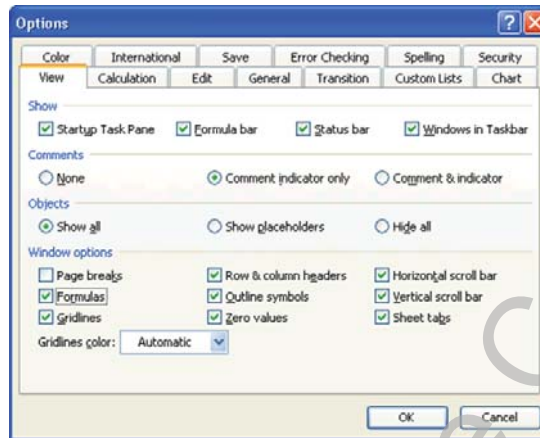 Options
Color International Save Error Checking Spelling Security
View Calculation Edit General Transition Custom Lists Chart
Show
Startup Task Pane Formula bar Status bar Windows in Taskbar
Comments
None Comment indicator only Comment & indicator
Objects
Show all Show placeholders Hide all
Window options
Page breaks Row & column headers Horizontal scroll bar
Formulas Outline symbols Vertical scroll bar
Gridlines Zero values Sheet tabs
Gridlines color: Automatic
OK Cancel